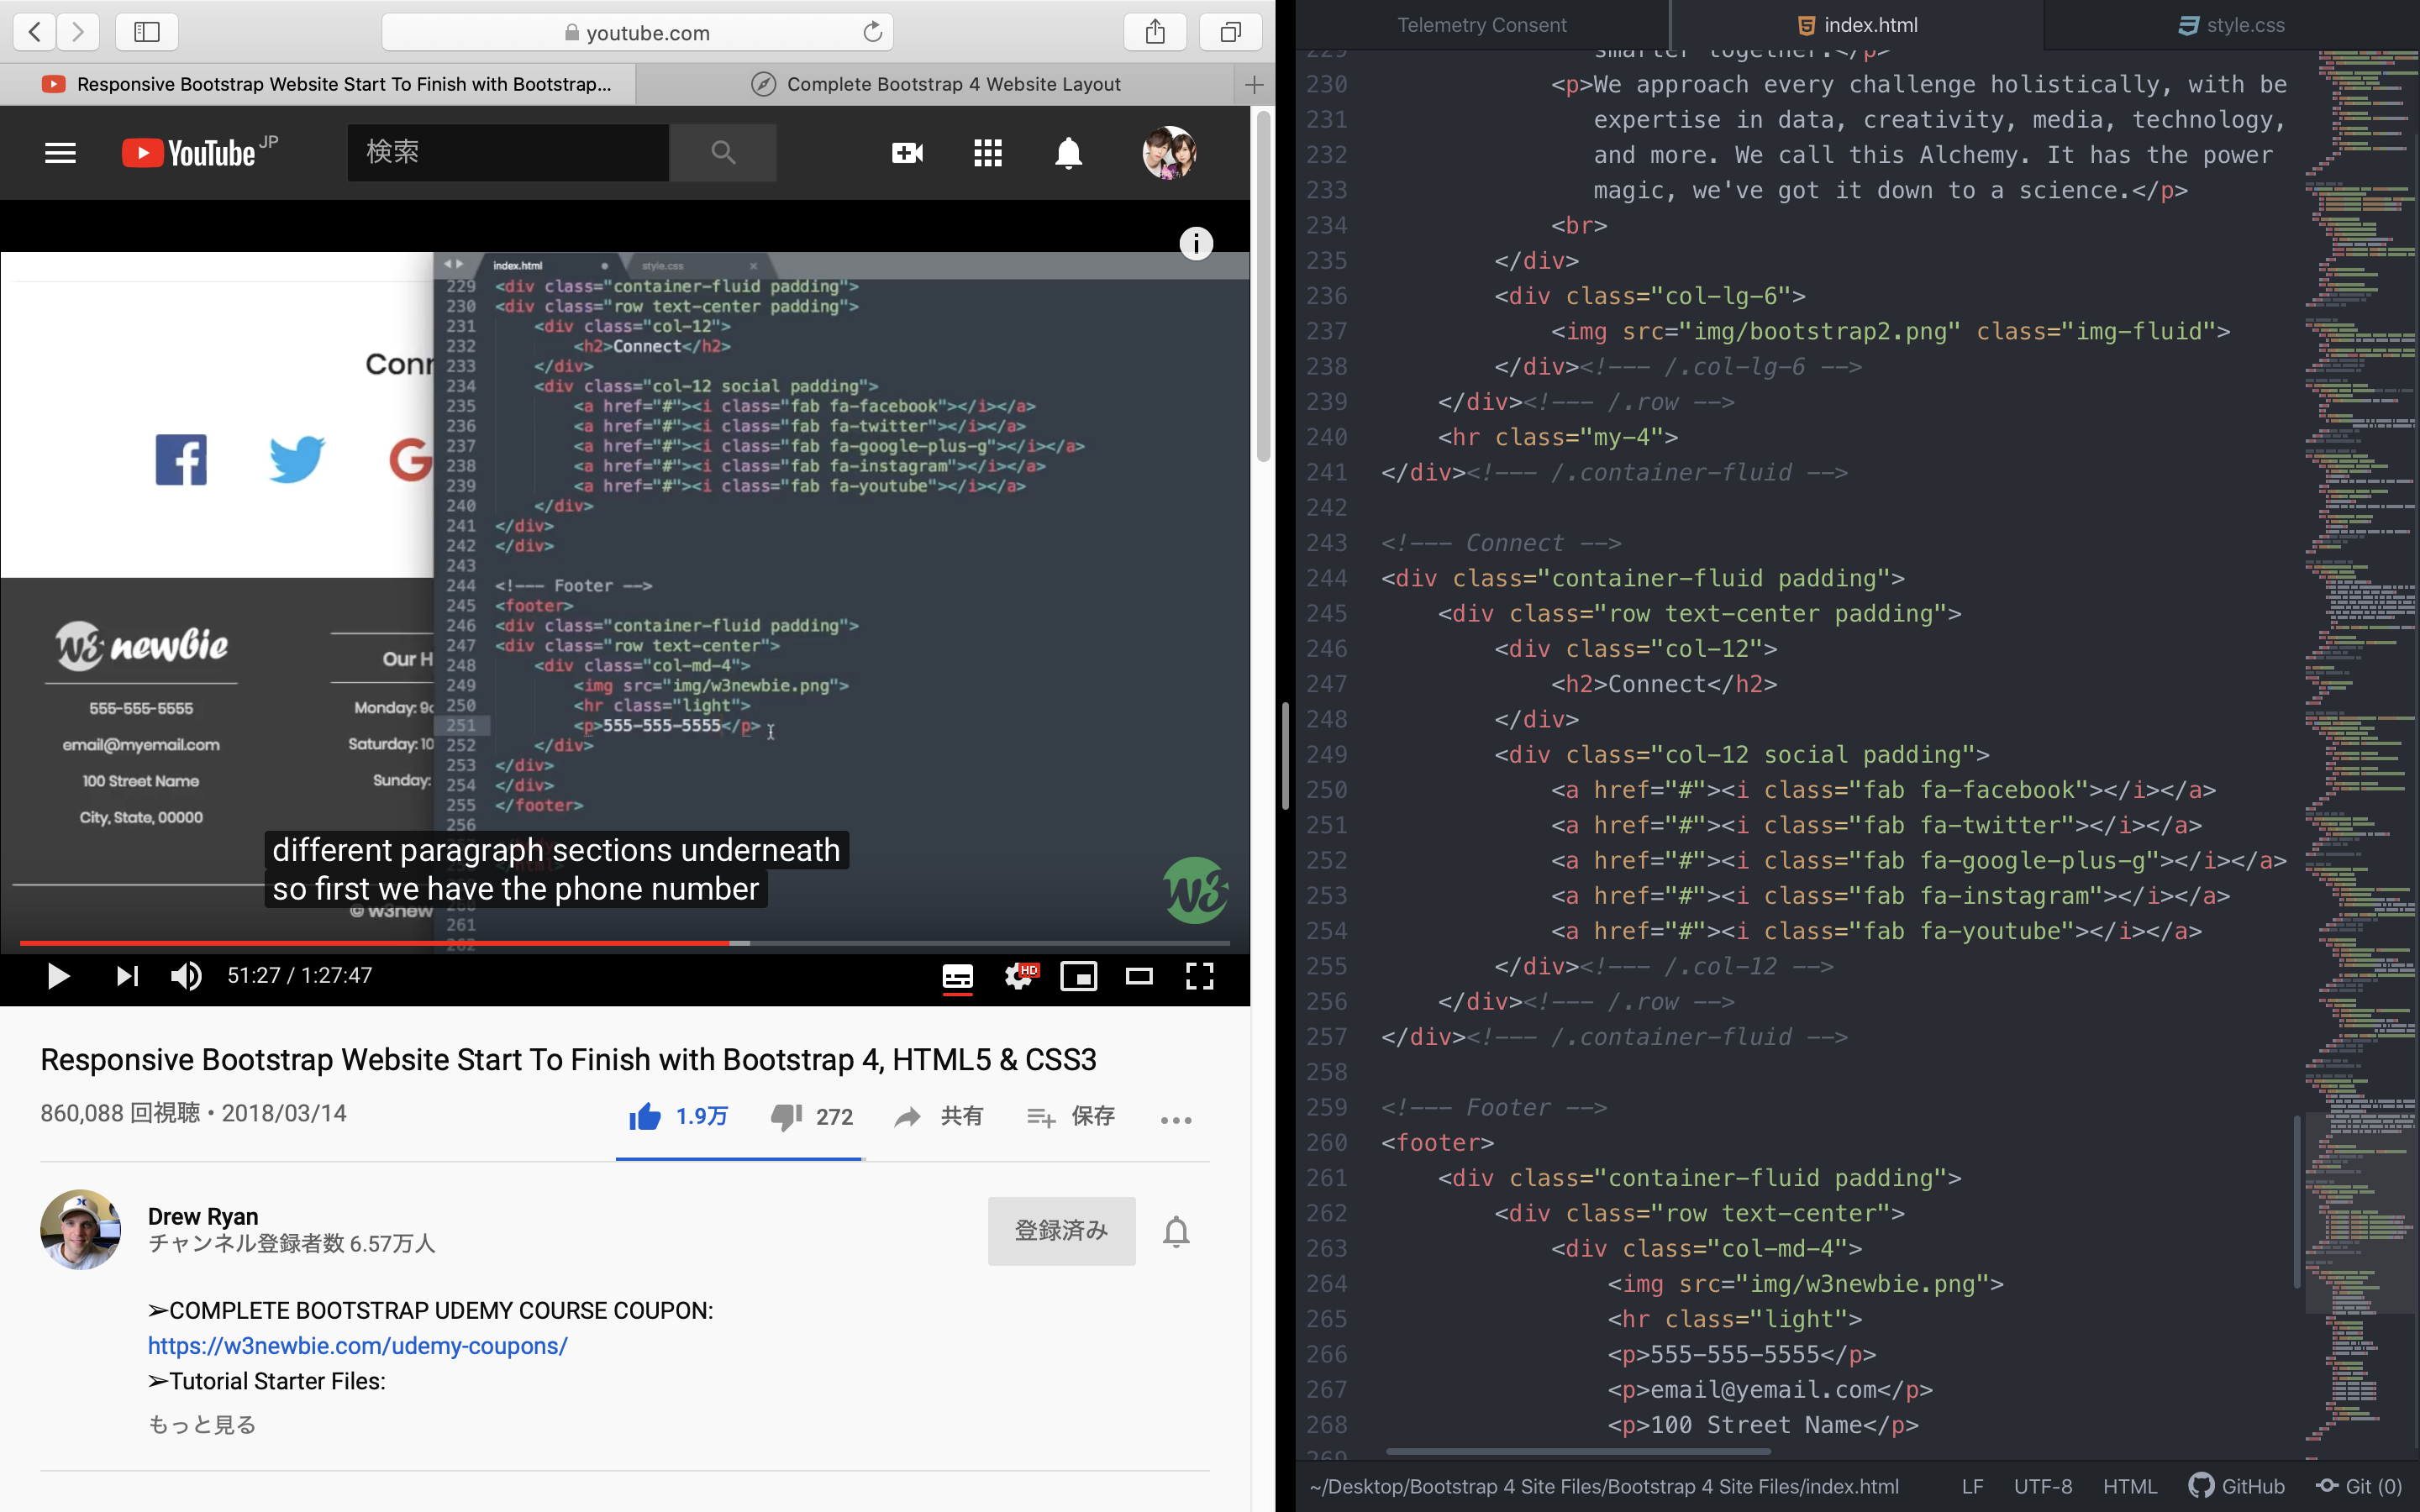 youtube.com
Responsive Bootstrap Website Start To Finish with Bootstrap...
Complete Bootstrap 4 Website Layout
YouTube JP
検索
index.html
style.css
229 <div class="container-fluid padding">
230 <div class="row text-center padding">
231 <div class="col-12">
232 <h2>Connect</h2>
233 </div>
234 <div class="col-12 social padding">
235 <a href="#"><i class="fab fa-facebook"></i></a>
236 <a href="#"><i class="fab fa-twitter"></i></a>
237 <a href="#"><i class="fab fa-google-plus-g"></i></a>
238 <a href="#"><i class="fab fa-instagram"></i></a>
239 <a href="#"><i class="fab fa-youtube"></i></a>
240 </div>
241 </div>
242 </div>
243
244 <!--- Footer -->
245 <footer>
246 <div class="container-fluid padding">
247 <div class="row text-center">
248 <div class="col-md-4">
249 <img src="img/w3newbie.png">
250 <hr class="light">
251 <p>555-555-5555</p>
252 </div>
253 </div>
254 </div>
255 </footer>
256
261
262
Conn
W3 newbie
555-555-5555
email@myemail.com
100 Street Name
City, State, 00000
Our H
Monday: 9a
Saturday: 10
Sunday:
© w3new
different paragraph sections underneath
so first we have the phone number
W3
51:27 / 1:27:47
HD
Responsive Bootstrap Website Start To Finish with Bootstrap 4, HTML5 & CSS3
860,088 回視聴・2018/03/14
1.9万
272
共有
保存
Drew Ryan
チャンネル登録者数 6.57万人
登録済み
➢COMPLETE BOOTSTRAP UDEMY COURSE COUPON:
https://w3newbie.com/udemy-coupons/
➢Tutorial Starter Files:
もっと見る
Telemetry Consent
index.html
style.css
229 smarter together.</p>
230 <p>We approach every challenge holistically, with be
231 expertise in data, creativity, media, technology,
232 and more. We call this Alchemy. It has the power
233 magic, we've got it down to a science.</p>
234 <br>
235 </div>
236 <div class="col-lg-6">
237 <img src="img/bootstrap2.png" class="img-fluid">
238 </div><!--- /.col-lg-6 -->
239 </div><!--- /.row -->
240 <hr class="my-4">
241 </div><!--- /.container-fluid -->
242
243 <!--- Connect -->
244 <div class="container-fluid padding">
245 <div class="row text-center padding">
246 <div class="col-12">
247 <h2>Connect</h2>
248 </div>
249 <div class="col-12 social padding">
250 <a href="#"><i class="fab fa-facebook"></i></a>
251 <a href="#"><i class="fab fa-twitter"></i></a>
252 <a href="#"><i class="fab fa-google-plus-g"></i></a>
253 <a href="#"><i class="fab fa-instagram"></i></a>
254 <a href="#"><i class="fab fa-youtube"></i></a>
255 </div><!--- /.col-12 -->
256 </div><!--- /.row -->
257 </div><!--- /.container-fluid -->
258
259 <!--- Footer -->
260 <footer>
261 <div class="container-fluid padding">
262 <div class="row text-center">
263 <div class="col-md-4">
264 <img src="img/w3newbie.png">
265 <hr class="light">
266 <p>555-555-5555</p>
267 <p>email@yemail.com</p>
268 <p>100 Street Name</p>
269
~/Desktop/Bootstrap 4 Site Files/Bootstrap 4 Site Files/index.html
LF
UTF-8
HTML
GitHub
Git (0)